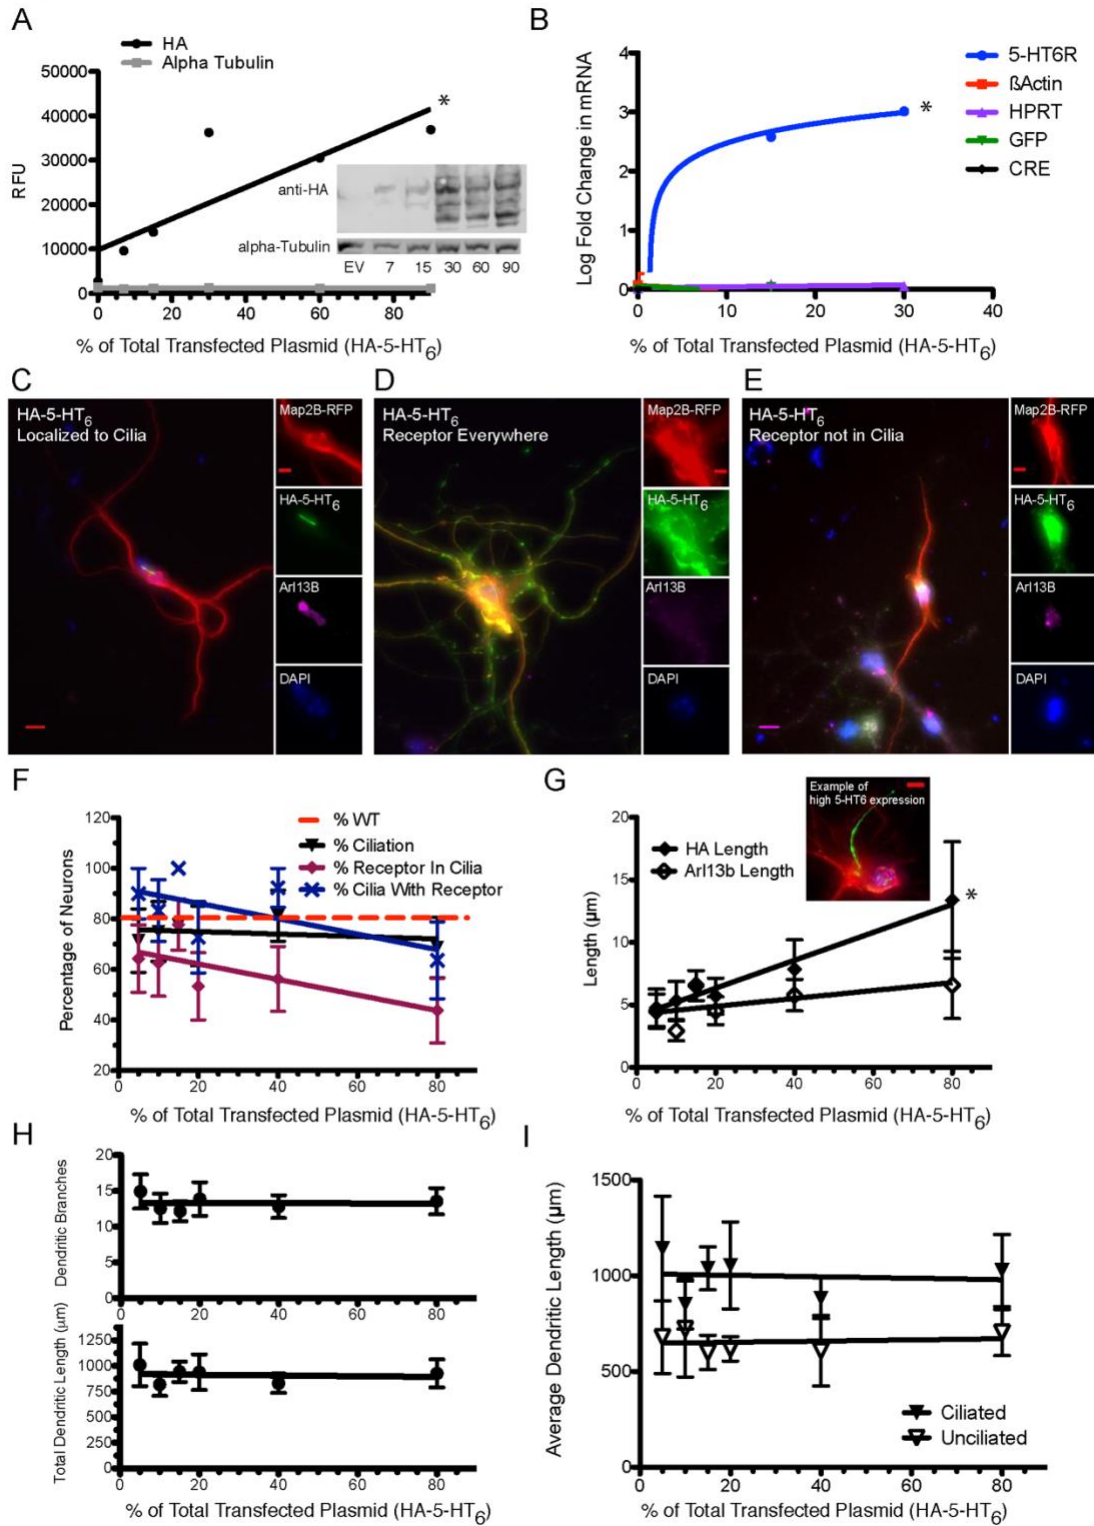 A
HA
Alpha Tubulin
50000
40000
30000
20000
10000
0
RFU
*
anti-HA
alpha-Tubulin
EV 7 15 30 60 90
0 20 40 60 80
% of Total Transfected Plasmid (HA-5-HT6)
B
4
3
2
1
0
Log Fold Change in mRNA
*
5-HT6R
ßActin
HPRT
GFP
CRE
0 10 20 30 40
% of Total Transfected Plasmid (HA-5-HT6)
C
HA-5-HT6
Localized to Cilia
Map2B-RFP
HA-5-HT6
Arl13B
DAPI
D
HA-5-HT6
Receptor Everywhere
Map2B-RFP
HA-5-HT6
Arl13B
DAPI
E
HA-5-HT6
Receptor not in Cilia
Map2B-RFP
HA-5-HT6
Arl13B
DAPI
F
120
100
80
60
40
20
Percentage of Neurons
% WT
% Ciliation
% Receptor In Cilia
% Cilia With Receptor
0 20 40 60 80
% of Total Transfected Plasmid (HA-5-HT6)
G
Example of
high 5-HT6 expression
20
15
10
5
0
Length (µm)
HA Length
Arl13b Length
*
0 20 40 60 80
% of Total Transfected Plasmid (HA-5-HT6)
H
20
15
10
5
0
Dendritic Branches
0 20 40 60 80
1250
1000
750
500
250
0
Total Dendritic Length (µm)
0 20 40 60 80
% of Total Transfected Plasmid (HA-5-HT6)
I
1500
1000
500
0
Average Dendritic Length (µm)
Ciliated
Unciliated
0 20 40 60 80
% of Total Transfected Plasmid (HA-5-HT6)